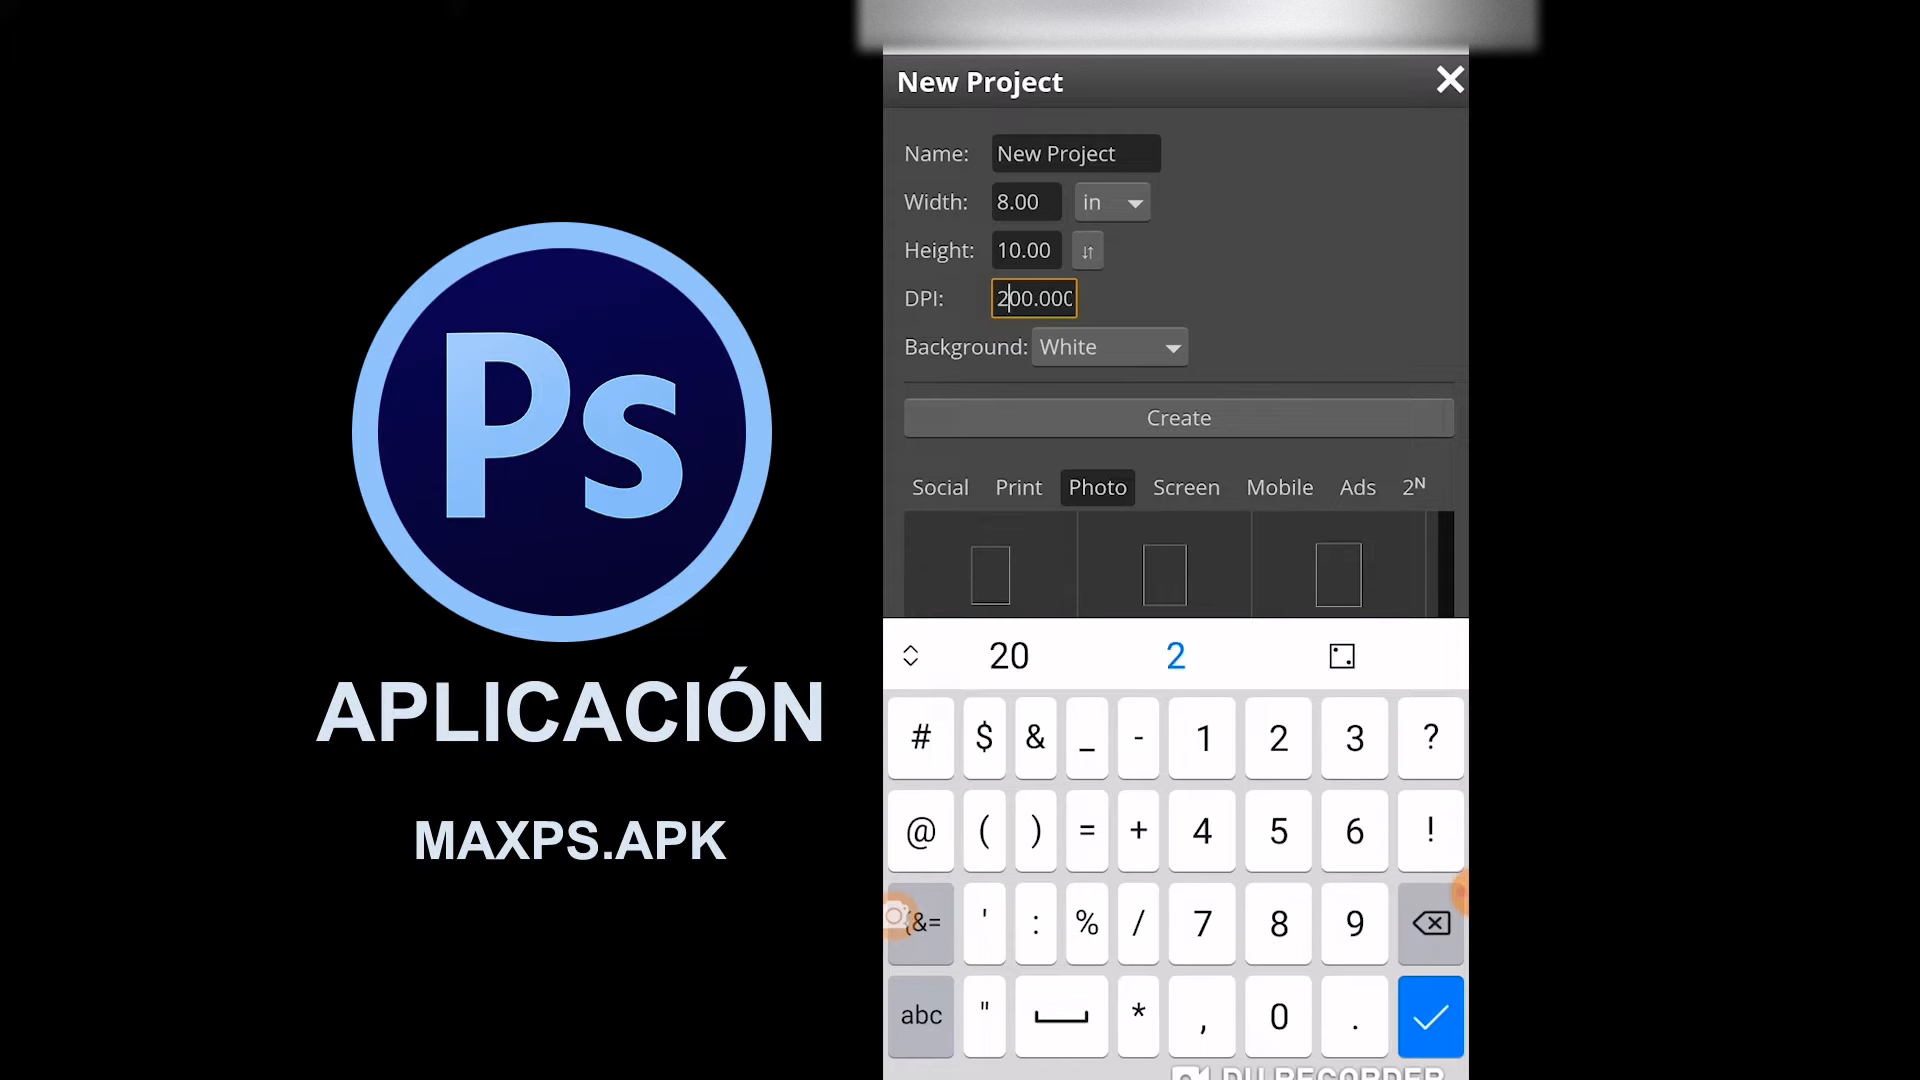 Ps
APLICACIÓN
MAXPS.APK
New Project
Name: New Project
Width: 8.00 in
Height: 10.00
DPI: 200.000
Background: White
Create
Social Print Photo Screen Mobile Ads 2ᴺ
20 2
# $ & _ - 1 2 3 ?
@ ( ) = + 4 5 6 !
&= ' : % / 7 8 9
abc " * , 0 .
DU RECORDER